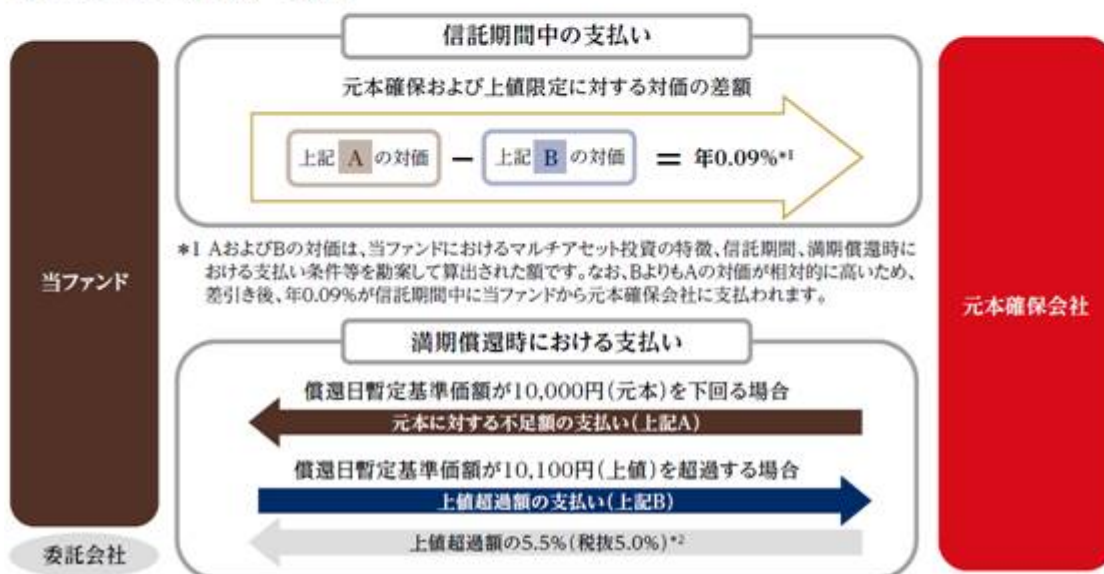 信託期間中の支払い
元本確保および上値限定に対する対価の差額
上記 A の対価 − 上記 B の対価 = 年0.09%*1
*1 AおよびBの対価は、当ファンドにおけるマルチアセット投資の特徴、信託期間、満期償還時に
おける支払い条件等を勘案して算出された額です。なお、BよりもAの対価が相対的に高いため、
差引き後、年0.09%が信託期間中に当ファンドから元本確保会社に支払われます。
当ファンド
元本確保会社
満期償還時における支払い
償還日暫定基準価額が10,000円(元本)を下回る場合
元本に対する不足額の支払い(上記A)
償還日暫定基準価額が10,100円(上値)を超過する場合
上値超過額の支払い(上記B)
上値超過額の5.5%(税抜5.0%)*2
委託会社